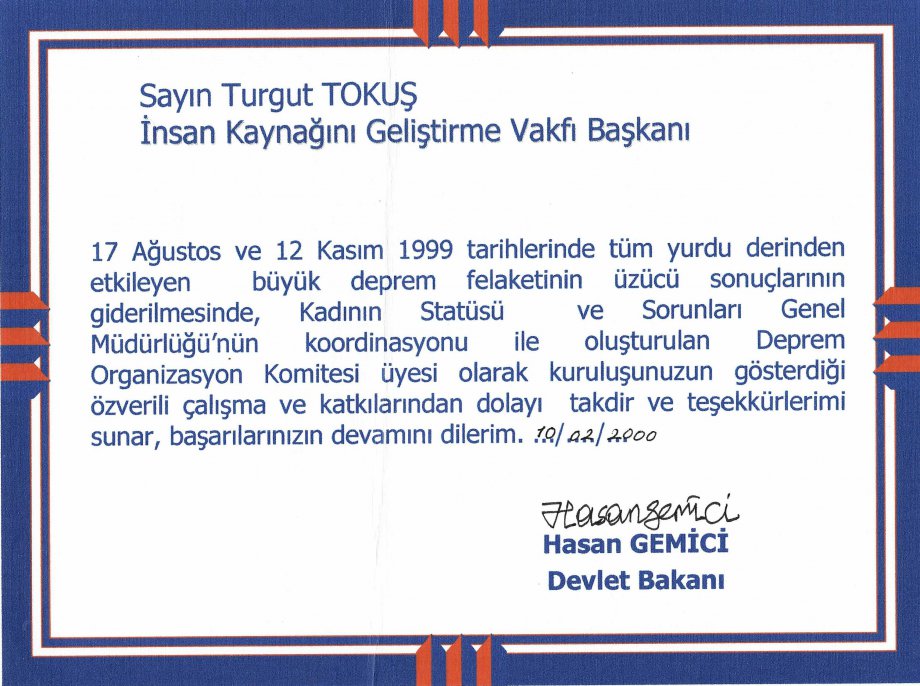 Sayın Turgut TOKUŞ
İnsan Kaynağını Geliştirme Vakfı Başkanı
17 Ağustos ve 12 Kasım 1999 tarihlerinde tüm yurdu derinden
etkileyen büyük deprem felaketinin üzücü sonuçlarının
giderilmesinde, Kadının Statüsü ve Sorunları Genel
Müdürlüğü'nün koordinasyonu ile oluşturulan Deprem
Organizasyon Komitesi üyesi olarak kuruluşunuzun gösterdiği
özverili çalışma ve katkılarından dolayı takdir ve teşekkürlerimi
sunar, başarılarınızın devamını dilerim. 10/02/2000
Hasangemici
Hasan GEMİCİ
Devlet Bakanı